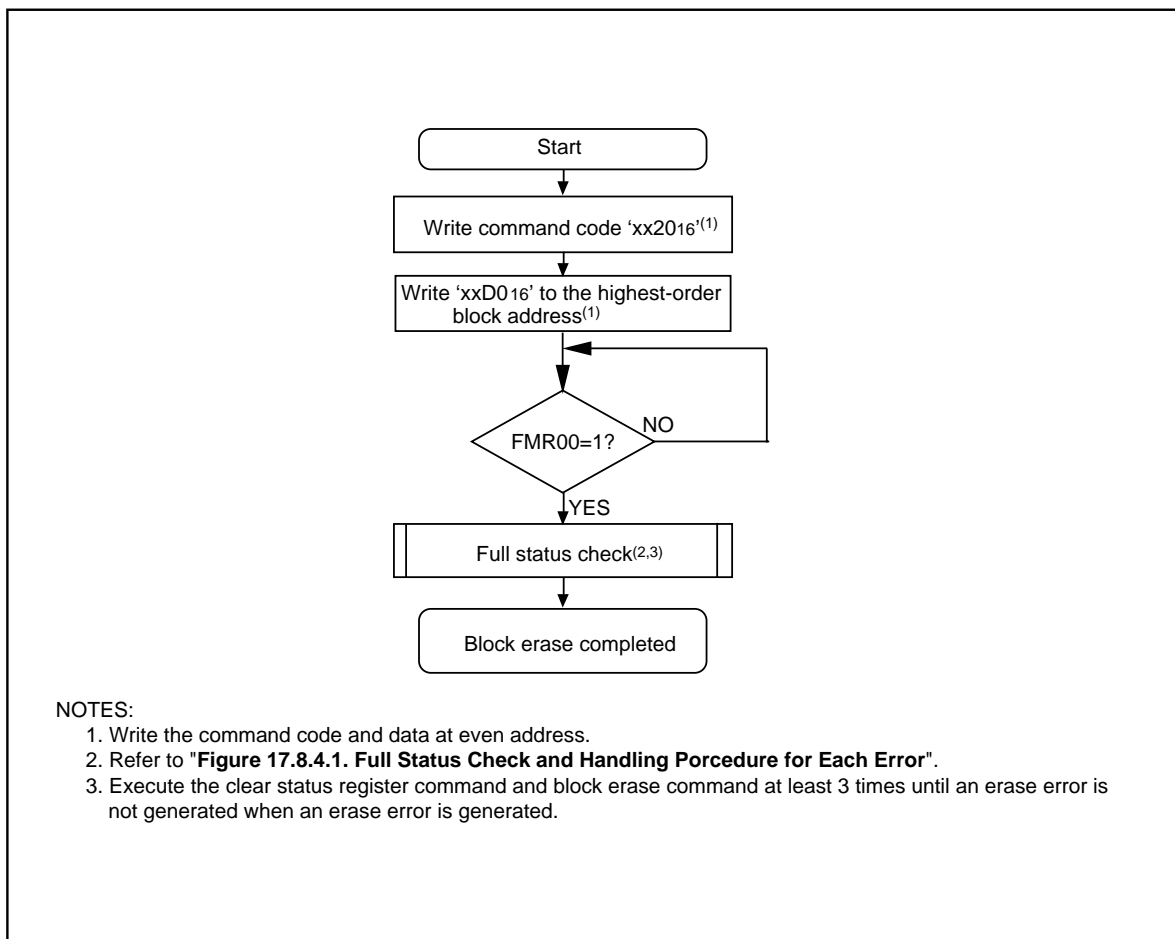 Start
Write command code ‘xx2016’(1)
Write ‘xxD016’ to the highest-order
block address(1)
FMR00=1?
NO
YES
Full status check(2,3)
Block erase completed
NOTES:
1. Write the command code and data at even address.
2. Refer to "Figure 17.8.4.1. Full Status Check and Handling Porcedure for Each Error".
3. Execute the clear status register command and block erase command at least 3 times until an erase error is
not generated when an erase error is generated.